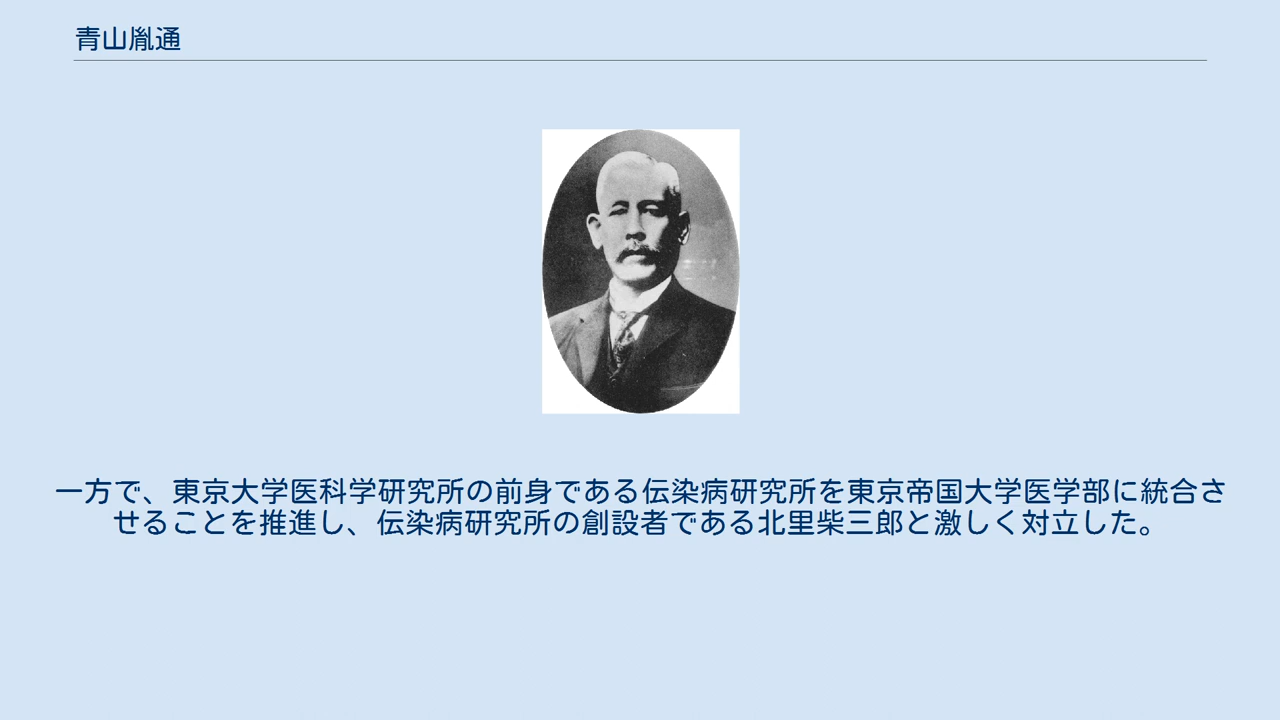 青山胤通
一方で、東京大学医科学研究所の前身である伝染病研究所を東京帝国大学医学部に統合さ
せることを推進し、伝染病研究所の創設者である北里柴三郎と激しく対立した。